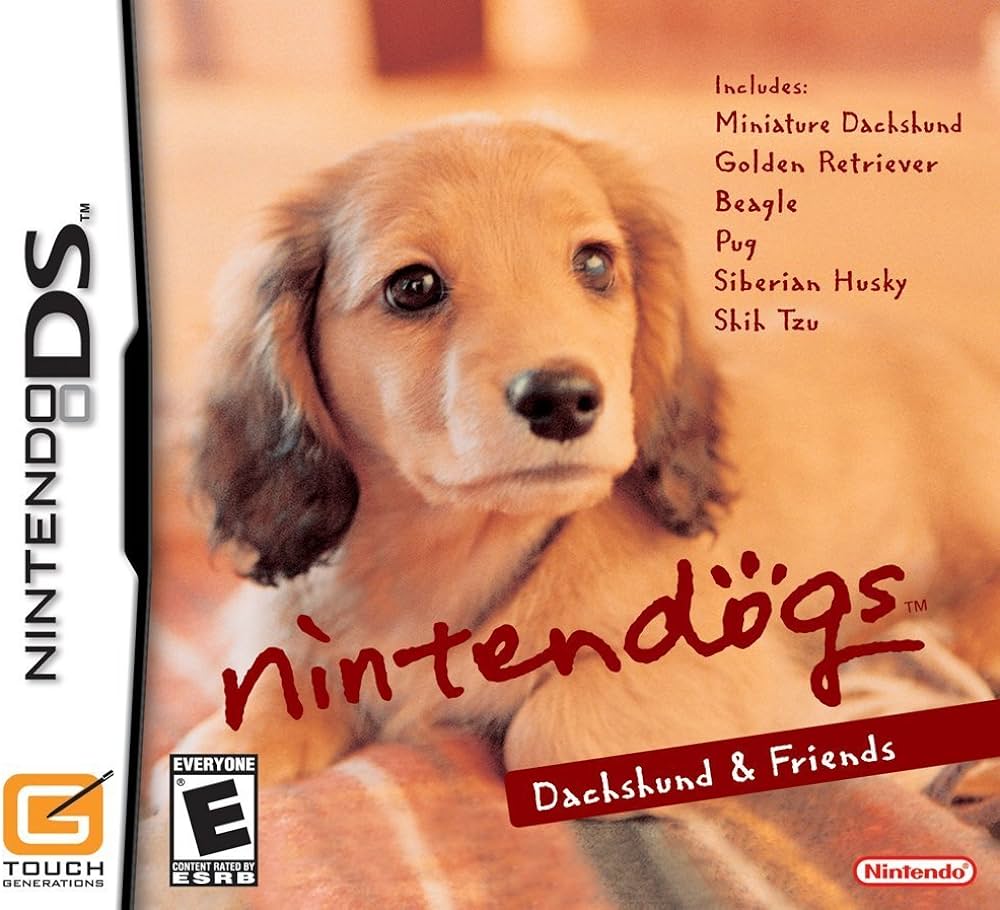 NINTENDO DS™
Includes:
Miniature Dachshund
Golden Retriever
Beagle
Pug
Siberian Husky
Shih Tzu
nintendogs™
Dachshund & Friends
EVERYONE
®
E
CONTENT RATED BY
ESRB
TOUCH
GENERATIONS
Nintendo®